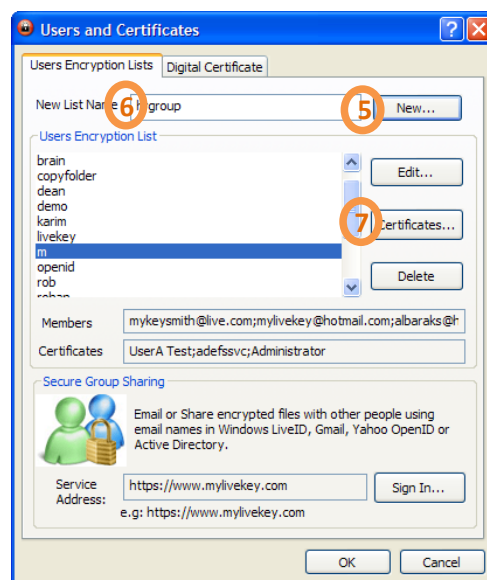 Users and Certificates
Users Encryption Lists
Digital Certificate
New List Name
6
group
5
New...
Users Encryption List
brain
copyfolder
dean
demo
karim
livekey
m
openid
rob
Edit...
7
Certificates...
Delete
Members
mykeysmith@live.com;mylivekey@hotmail.com;albaraks@h
Certificates
UserA Test;adefssvc;Administrator
Secure Group Sharing
Email or Share encrypted files with other people using
email names in Windows LiveID, Gmail, Yahoo OpenID or
Active Directory.
Service
Address:
https://www.mylivekey.com
Sign In...
e.g: https://www.mylivekey.com
OK
Cancel